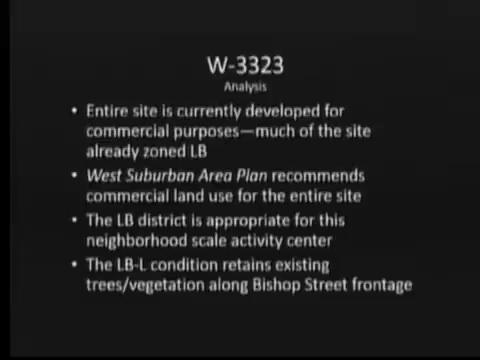 W-3323
Analysis
• Entire site is currently developed for
commercial purposes—much of the site
already zoned LB
• West Suburban Area Plan recommends
commercial land use for the entire site
• The LB district is appropriate for this
neighborhood scale activity center
• The LB-L condition retains existing
trees/vegetation along Bishop Street frontage